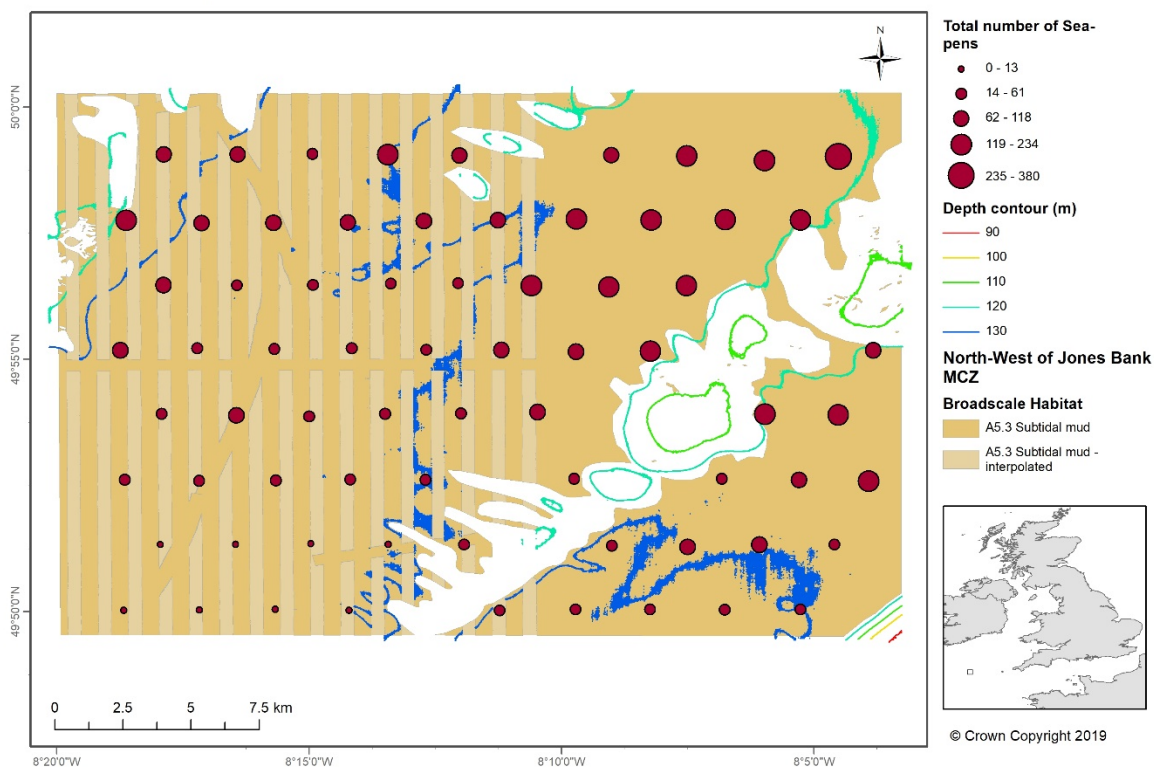 N
50°0'0"N
49°55'0"N
49°50'0"N
0 2.5 5 7.5 km
8°20'0"W 8°15'0"W 8°10'0"W 8°5'0"W
Total number of Sea-
pens
0 - 13
14 - 61
62 - 118
119 - 234
235 - 380
Depth contour (m)
90
100
110
120
130
North-West of Jones Bank
MCZ
Broadscale Habitat
A5.3 Subtidal mud
A5.3 Subtidal mud -
interpolated
© Crown Copyright 2019